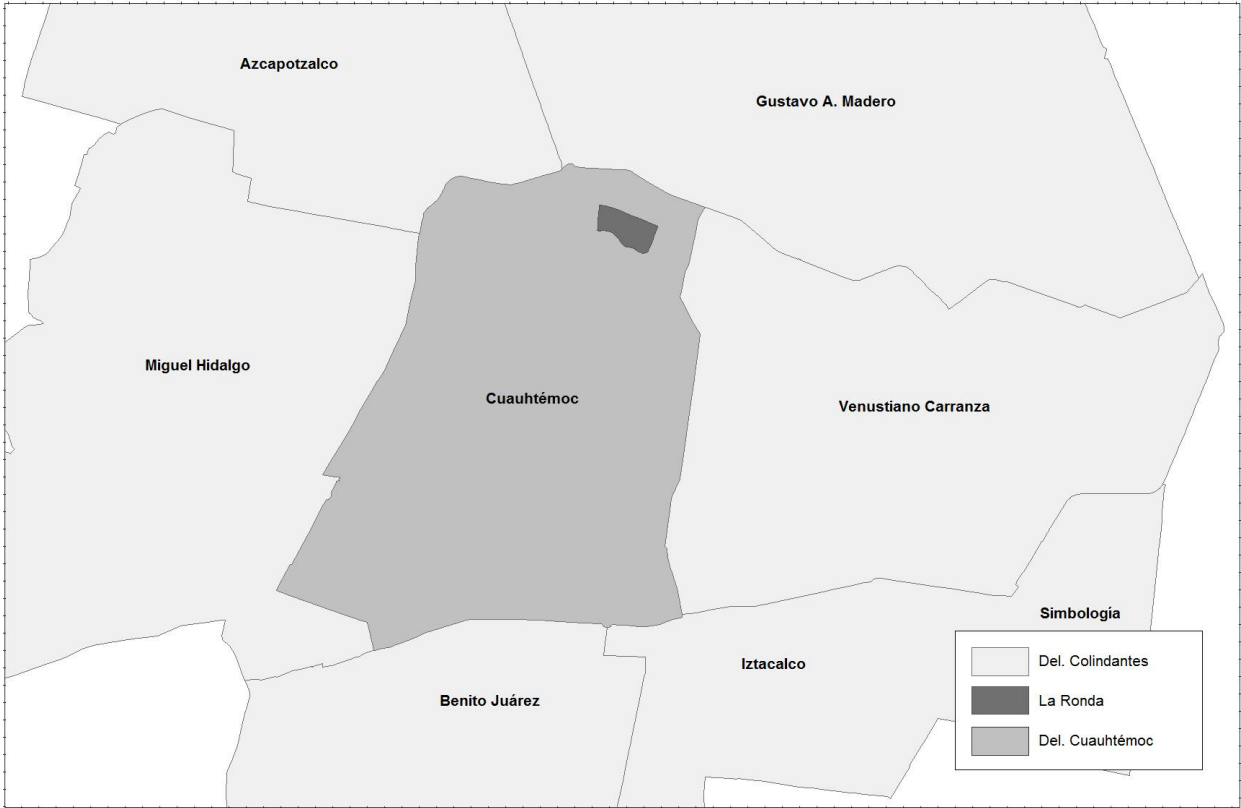 Azcapotzalco
Gustavo A. Madero
Miguel Hidalgo
Cuauhtémoc
Venustiano Carranza
Iztacalco
Benito Juárez
Simbología
Del. Colindantes
La Ronda
Del. Cuauhtémoc